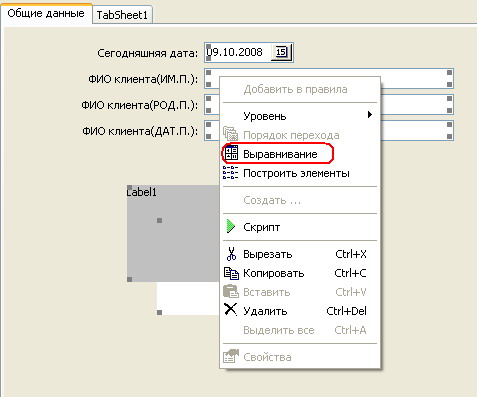 Общие данные TabSheet1
Сегодняшняя дата: 09.10.2008 15
ФИО клиента(ИМ.П.):
ФИО клиента(РОД.П.):
ФИО клиента(ДАТ.П.):
Label1
Добавить в правила
Уровень
Порядок перехода
Выравнивание
Построить элементы
Создать ...
Скрипт
Вырезать Ctrl+X
Копировать Ctrl+C
Вставить Ctrl+V
Удалить Ctrl+Del
Выделить все Ctrl+A
Свойства